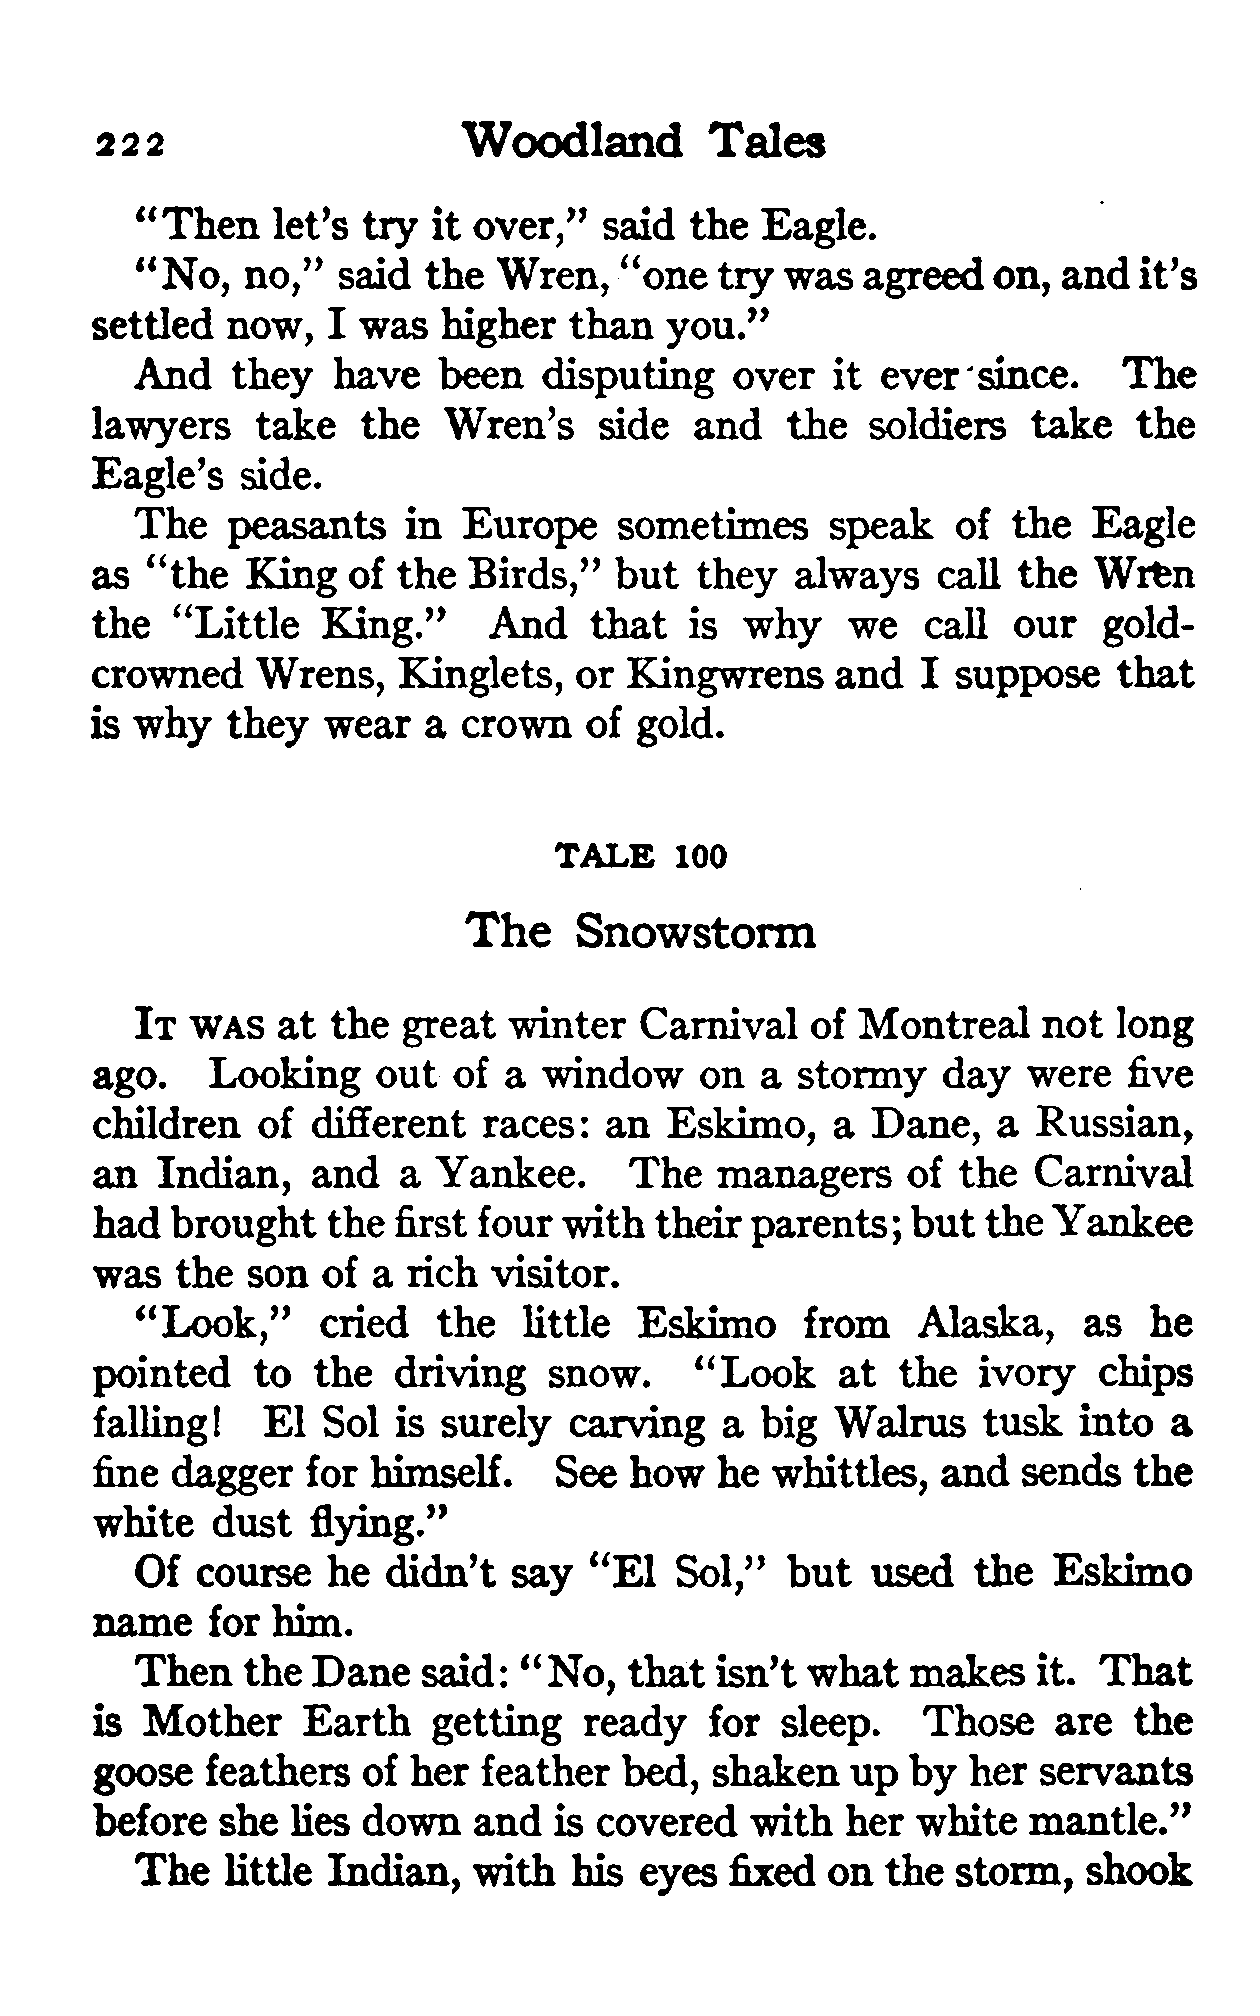 222 Woodland Tales
"Then let's try it over," said the Eagle.
"No, no," said the Wren, "one try was agreed on, and it's
settled now, I was higher than you."
And they have been disputing over it ever since. The
lawyers take the Wren's side and the soldiers take the
Eagle's side.
The peasants in Europe sometimes speak of the Eagle
as "the King of the Birds," but they always call the Wren
the "Little King." And that is why we call our gold-
crowned Wrens, Kinglets, or Kingwrens and I suppose that
is why they wear a crown of gold.
TALE 100
The Snowstorm
IT WAS at the great winter Carnival of Montreal not long
ago. Looking out of a window on a stormy day were five
children of different races: an Eskimo, a Dane, a Russian,
an Indian, and a Yankee. The managers of the Carnival
had brought the first four with their parents; but the Yankee
was the son of a rich visitor.
"Look," cried the little Eskimo from Alaska, as he
pointed to the driving snow. "Look at the ivory chips
falling! El Sol is surely carving a big Walrus tusk into a
fine dagger for himself. See how he whittles, and sends the
white dust flying."
Of course he didn't say "El Sol," but used the Eskimo
name for him.
Then the Dane said: "No, that isn't what makes it. That
is Mother Earth getting ready for sleep. Those are the
goose feathers of her feather bed, shaken up by her servants
before she lies down and is covered with her white mantle."
The little Indian, with his eyes fixed on the storm, shook